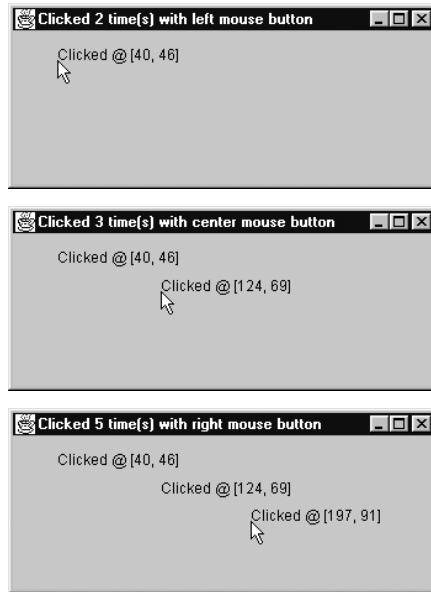 Clicked 2 time(s) with left mouse button
Clicked @ [40, 46]
Clicked 3 time(s) with center mouse button
Clicked @ [40, 46]
Clicked @ [124, 69]
Clicked 5 time(s) with right mouse button
Clicked @ [40, 46]
Clicked @ [124, 69]
Clicked @ [197, 91]